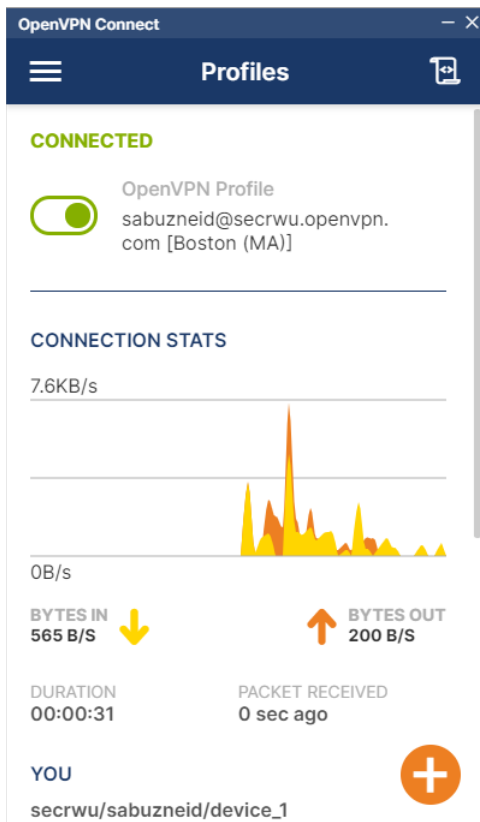 OpenVPN Connect
Profiles
CONNECTED
OpenVPN Profile
sabuzneid@secrwu.openvpn.
com [Boston (MA)]
CONNECTION STATS
7.6KB/s
0B/s
BYTES IN
565 B/S
BYTES OUT
200 B/S
DURATION
00:00:31
PACKET RECEIVED
0 sec ago
YOU
secrwu/sabuzneid/device_1